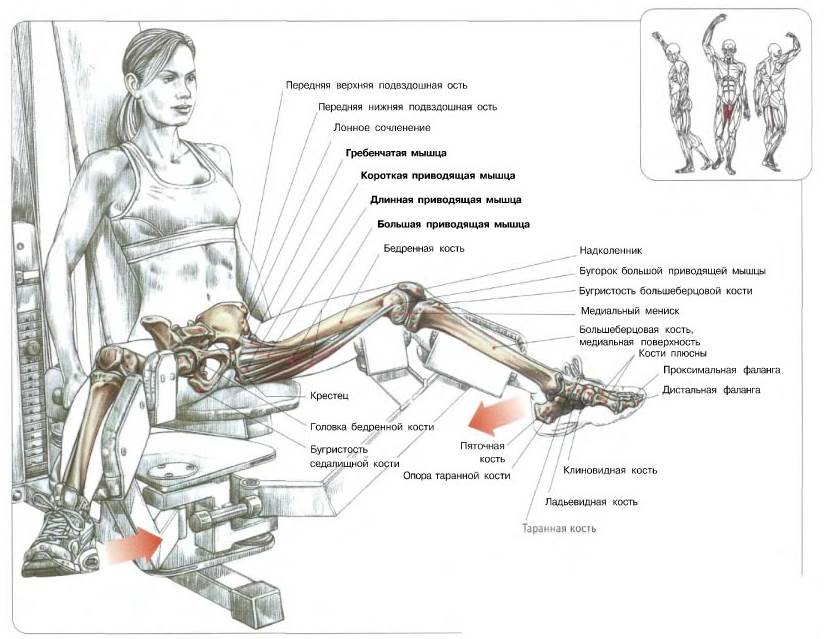 Передняя верхняя подвздошная ость
Передняя нижняя подвздошная ость
Лонное сочленение
Гребенчатая мышца
Короткая приводящая мышца
Длинная приводящая мышца
Большая приводящая мышца
Бедренная кость
Надколенник
Бугорок большой приводящей мышцы
Бугристость большеберцовой кости
Медиальный мениск
Большеберцовая кость,
медиальная поверхность
Кости плюсны
Проксимальная фаланга
Дистальная фаланга
Крестец
Головка бедренной кости
Бугристость
седалищной кости
Пяточная
кость
Опора таранной кости
Клиновидная кость
Ладьевидная кость
Таранная кость